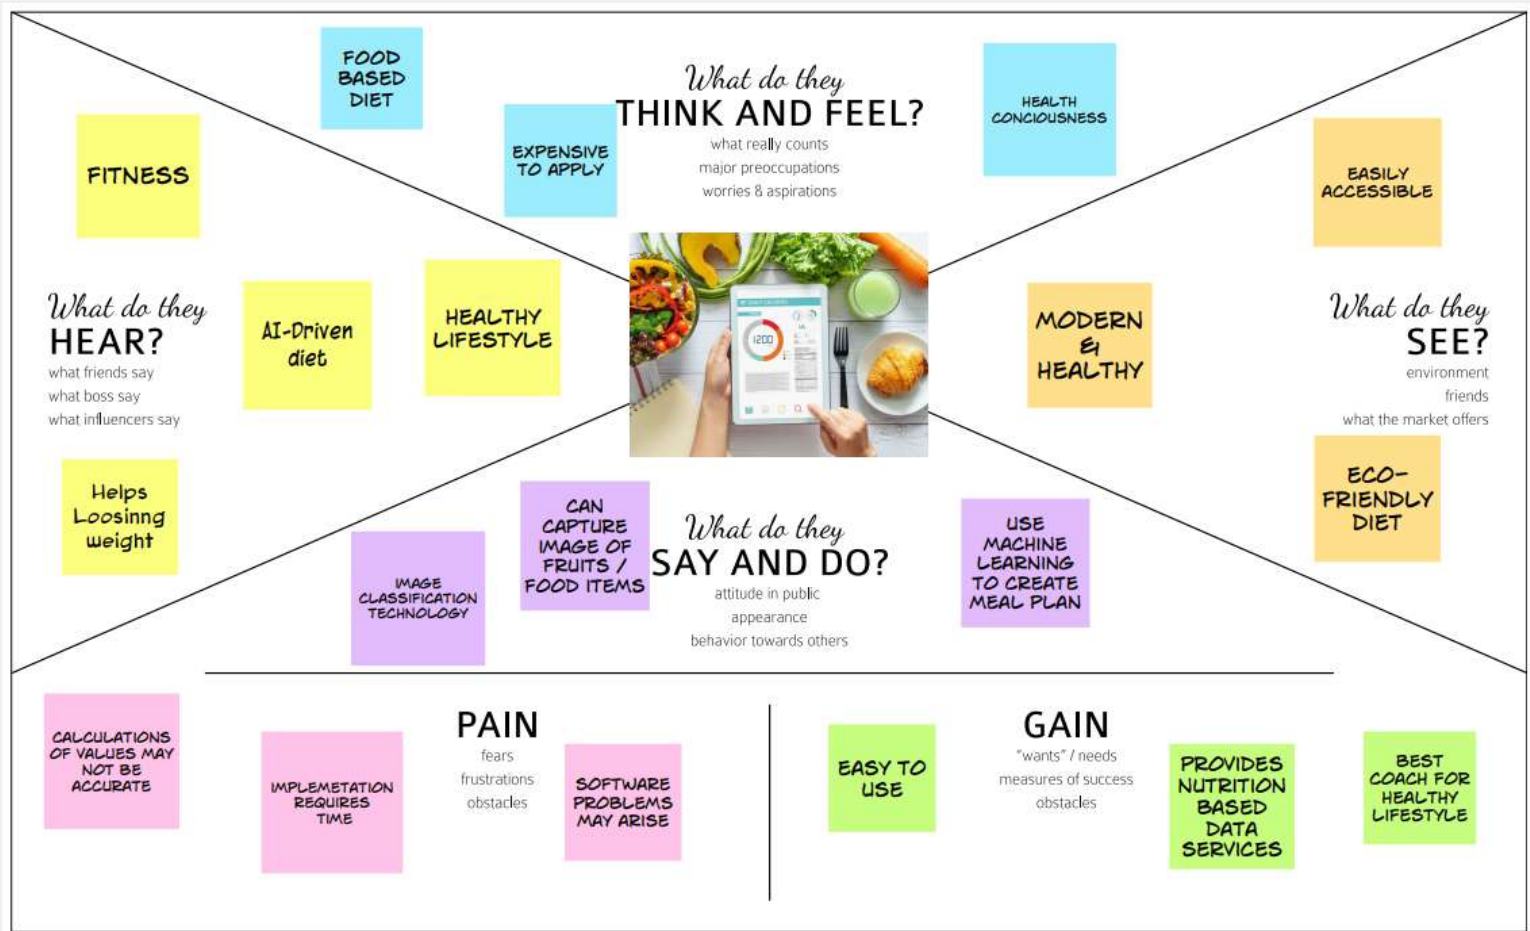 FOOD
BASED
DIET
EXPENSIVE
TO APPLY
What do they
THINK AND FEEL?
what really counts
major preoccupations
worries & aspirations
HEALTH
CONCIOUSNESS
FITNESS
What do they
HEAR?
what friends say
what boss say
what influencers say
AI-Driven
diet
HEALTHY
LIFESTYLE
Helps
Loosinng
weight
1200
EASILY
ACCESSIBLE
MODERN
&
HEALTHY
What do they
SEE?
environment
friends
what the market offers
ECO-
FRIENDLY
DIET
IMAGE
CLASSIFICATION
TECHNOLOGY
CAN
CAPTURE
IMAGE OF
FRUITS /
FOOD ITEMS
What do they
SAY AND DO?
attitude in public
appearance
behavior towards others
USE
MACHINE
LEARNING
TO CREATE
MEAL PLAN
CALCULATIONS
OF VALUES MAY
NOT BE
ACCURATE
IMPLEMETATION
REQUIRES
TIME
PAIN
fears
frustrations
obstacles
SOFTWARE
PROBLEMS
MAY ARISE
EASY TO
USE
GAIN
"wants" / needs
measures of success
obstacles
PROVIDES
NUTRITION
BASED
DATA
SERVICES
BEST
COACH FOR
HEALTHY
LIFESTYLE